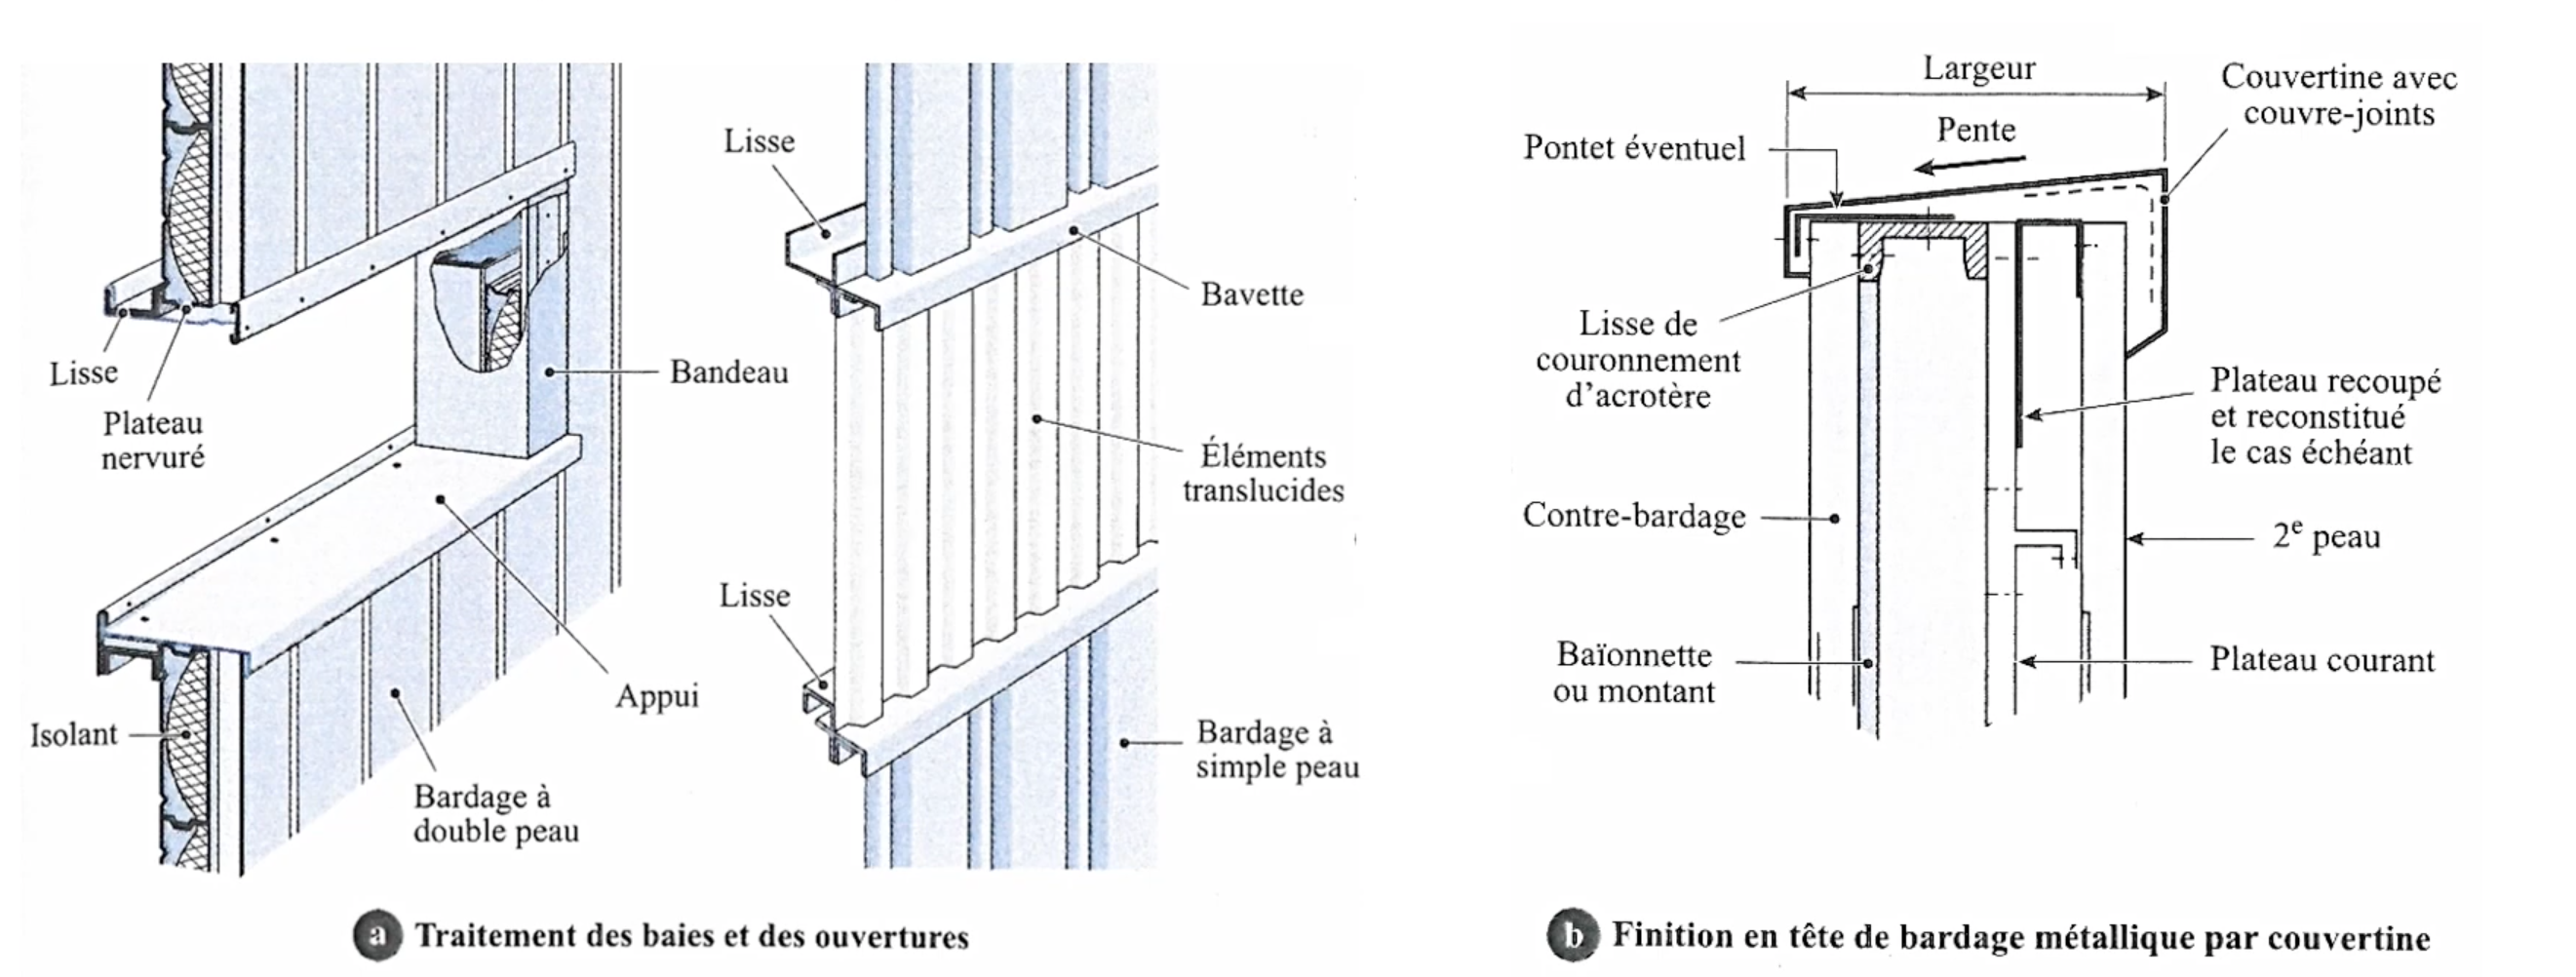 Lisse
Plateau
nervuré
Bandeau
Isolant
Appui
Bardage à
double peau
Lisse
Bavette
Éléments
translucides
Lisse
Bardage à
simple peau
a Traitement des baies et des ouvertures
Largeur
Couvertine avec
couvre-joints
Pente
Pontet éventuel
Lisse de
couronnement
d'acrotère
Plateau recoupé
et reconstitué
le cas échéant
Contre-bardage
2e peau
Baïonnette
ou montant
Plateau courant
b Finition en tête de bardage métallique par couvertine